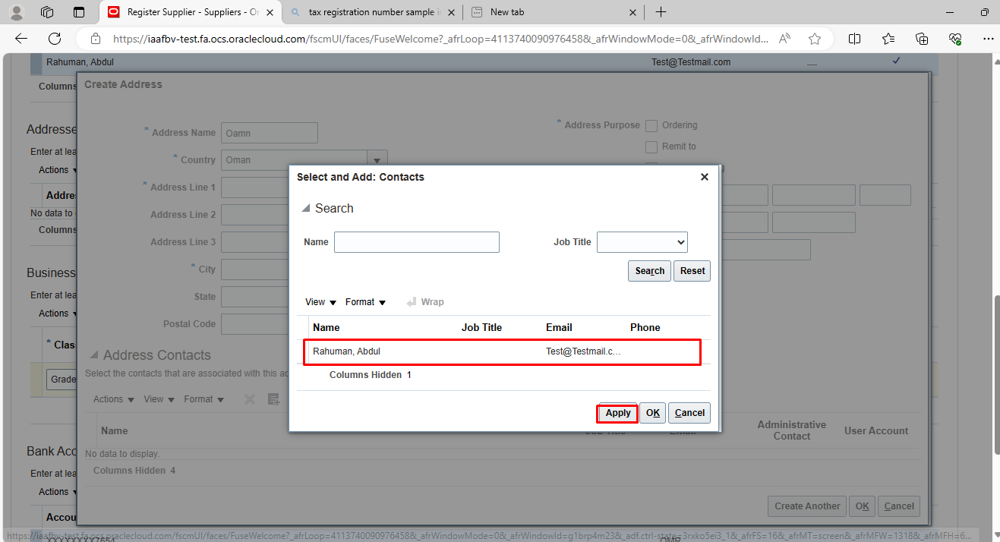 Register Supplier - Suppliers - Or
tax registration number sample i
New tab
https://iaafbv-test.fa.ocs.oraclecloud.com/fscmUI/faces/FuseWelcome?_afrLoop=4113740090976458&_afrWindowMode=0&_afrWindowId...
Rahuman, Abdul Test@Testmail.com
Columns
Create Address
Addresse
Enter at lea
Actions
Addre
No data to
Columns
Business
Enter at lea
Actions
* Clas
Grade
Bank Acc
Enter at lea
Actions
Accou
* Address Name Oamn
* Country Oman
* Address Line 1
Address Line 2
Address Line 3
* City
State
Postal Code
* Address Purpose Ordering
Remit to
Address Contacts
Select the contacts that are associated with this ad
Actions View Format
Name Administrative Contact User Account
No data to display.
Columns Hidden 4
Create Another OK Cancel
Select and Add: Contacts
Search
Name Job Title
Search Reset
View Format Wrap
Name Job Title Email Phone
Rahuman, Abdul Test@Testmail.c...
Columns Hidden 1
Apply OK Cancel
https://iaafbv-test.fa.ocs.oraclecloud.com/fscmUI/faces/FuseWelcome?_afrLoop=4113740090976458&_afrWindowMode=0&_afrWindowId=g1brp4m23&_adf.ctrl-state=3rxko5ei3_1&_afrFS=16&_afrMT=screen&_afrMFW=1318&_afrMFH=6...
XXXXXXXX7654 OMR